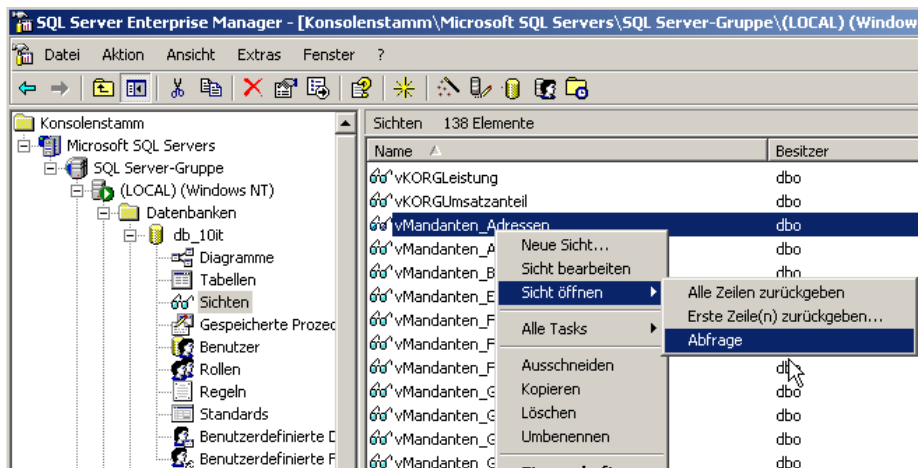 SQL Server Enterprise Manager - [Konsolenstamm\Microsoft SQL Servers\SQL Server-Gruppe\(LOCAL) (Window
Datei Aktion Ansicht Extras Fenster ?
Konsolenstamm
Microsoft SQL Servers
SQL Server-Gruppe
(LOCAL) (Windows NT)
Datenbanken
db_10it
Diagramme
Tabellen
Sichten
Gespeicherte Prozed
Benutzer
Rollen
Regeln
Standards
Benutzerdefinierte D
Benutzerdefinierte F
Sichten 138 Elemente
Name Besitzer
vKORGLeistung dbo
vKORGUmsatzanteil dbo
vMandanten_Adressen dbo
vMandanten_A
vMandanten_B dbo
vMandanten_E
vMandanten_F
vMandanten_F
vMandanten_F
vMandanten_G dbo
vMandanten_G dbo
vMandanten_G dbo
vMandanten_G dbo
Neue Sicht...
Sicht bearbeiten
Sicht öffnen
Alle Tasks
Ausschneiden
Kopieren
Löschen
Umbenennen
Alle Zeilen zurückgeben
Erste Zeile(n) zurückgeben...
Abfrage